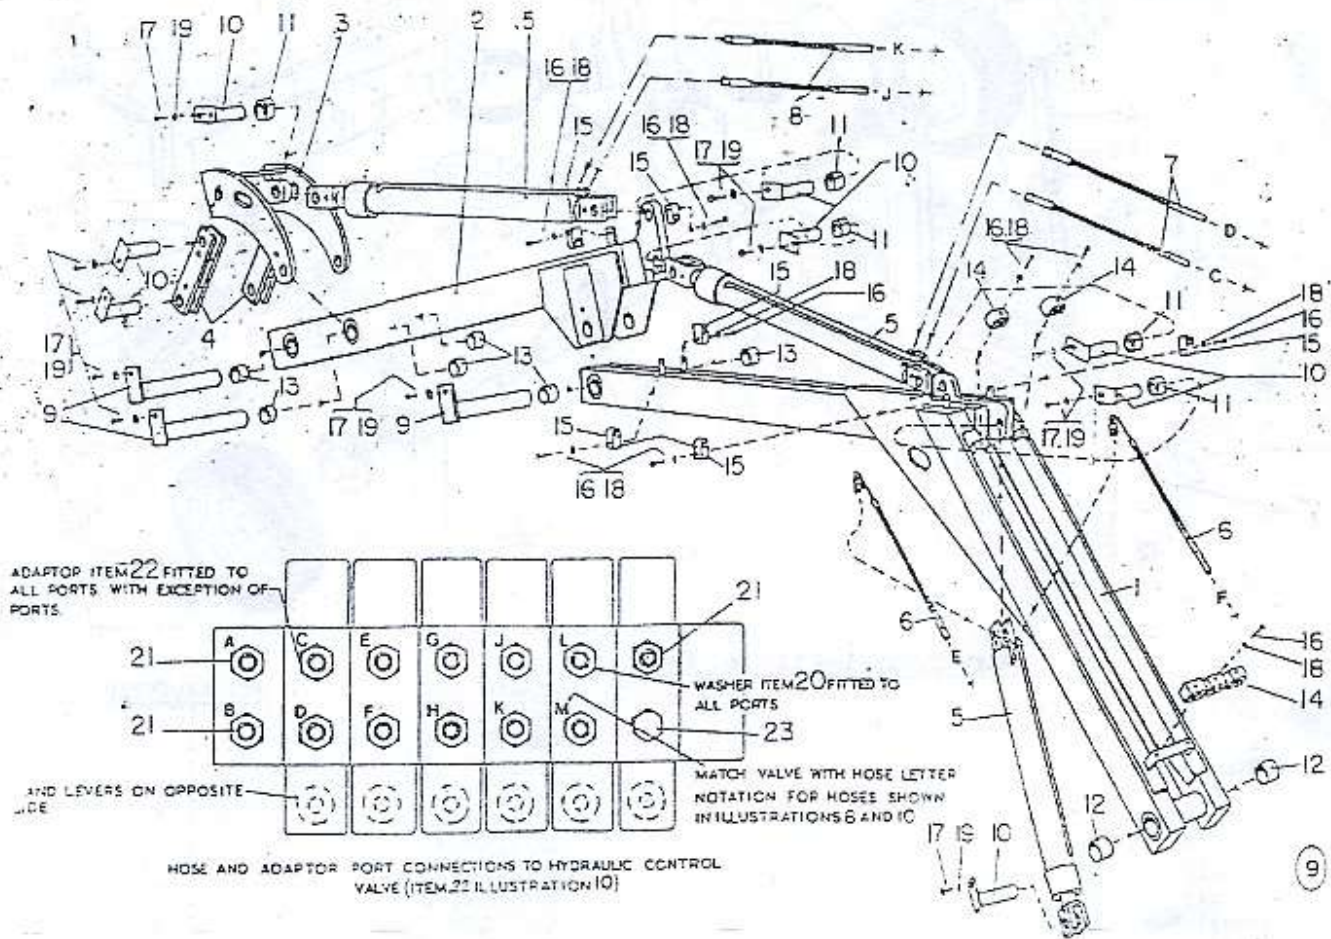 17 19 10 11 3 2 5
K
J
8
16 18
15
16 18
15
17 19
11
10
11
7
D
C
16 18
14
14
11
18
16
15
10
11
17 19
15
18
16
5
13
10
4
17
19
9
13
13
17 19 9
15
15
16 18
6
F
1
6
E
16
18
14
5
12
12
17 19 10
ADAPTOR ITEM 22 FITTED TO
ALL PORTS WITH EXCEPTION OF
PORTS.
21
A C E G J L
21
WASHER ITEM 20 FITTED TO
ALL PORTS
21
B D F H K M
23
MATCH VALVE WITH HOSE LETTER
NOTATION FOR HOSES SHOWN
IN ILLUSTRATIONS 8 AND 10
LEVERS ON OPPOSITE
HOSE AND ADAPTOR PORT CONNECTIONS TO HYDRAULIC CONTROL
VALVE (ITEM 22 ILLUSTRATION 10)
9